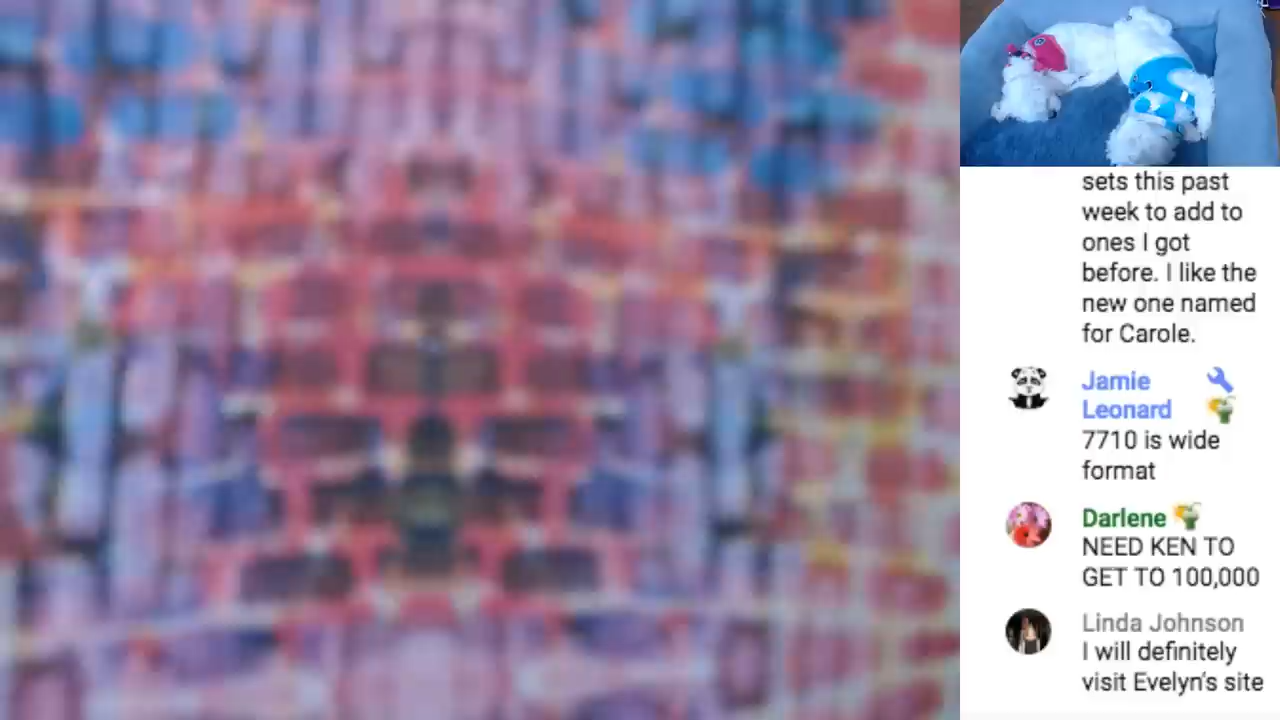 sets this past
week to add to
ones I got
before. I like the
new one named
for Carole.
Jamie
Leonard
7710 is wide
format
Darlene
NEED KEN TO
GET TO 100,000
Linda Johnson
I will definitely
visit Evelyn's site